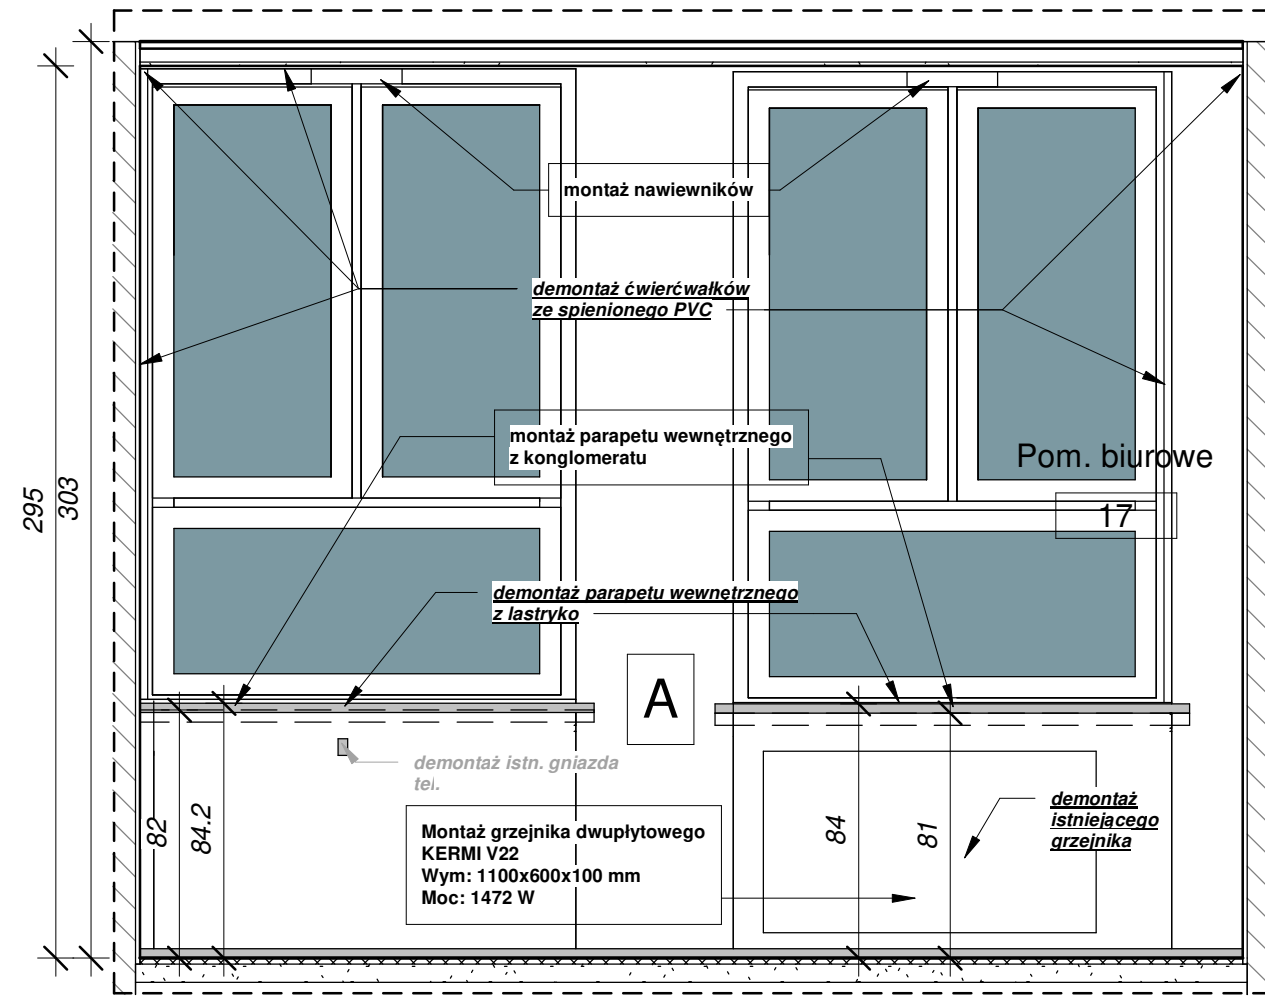 montaż nawiewników
demontaż ćwierćwałków
ze spienionego PVC
montaż parapetu wewnętrznego
z konglomeratu
Pom. biurowe
17
295
303
demontaż parapetu wewnętrznego
z lastryko
A
demontaż istn. gniazda
tel.
82
84.2
84
81
demontaż
istniejącego
grzejnika
Montaż grzejnika dwupłytowego
KERMI V22
Wym: 1100x600x100 mm
Moc: 1472 W